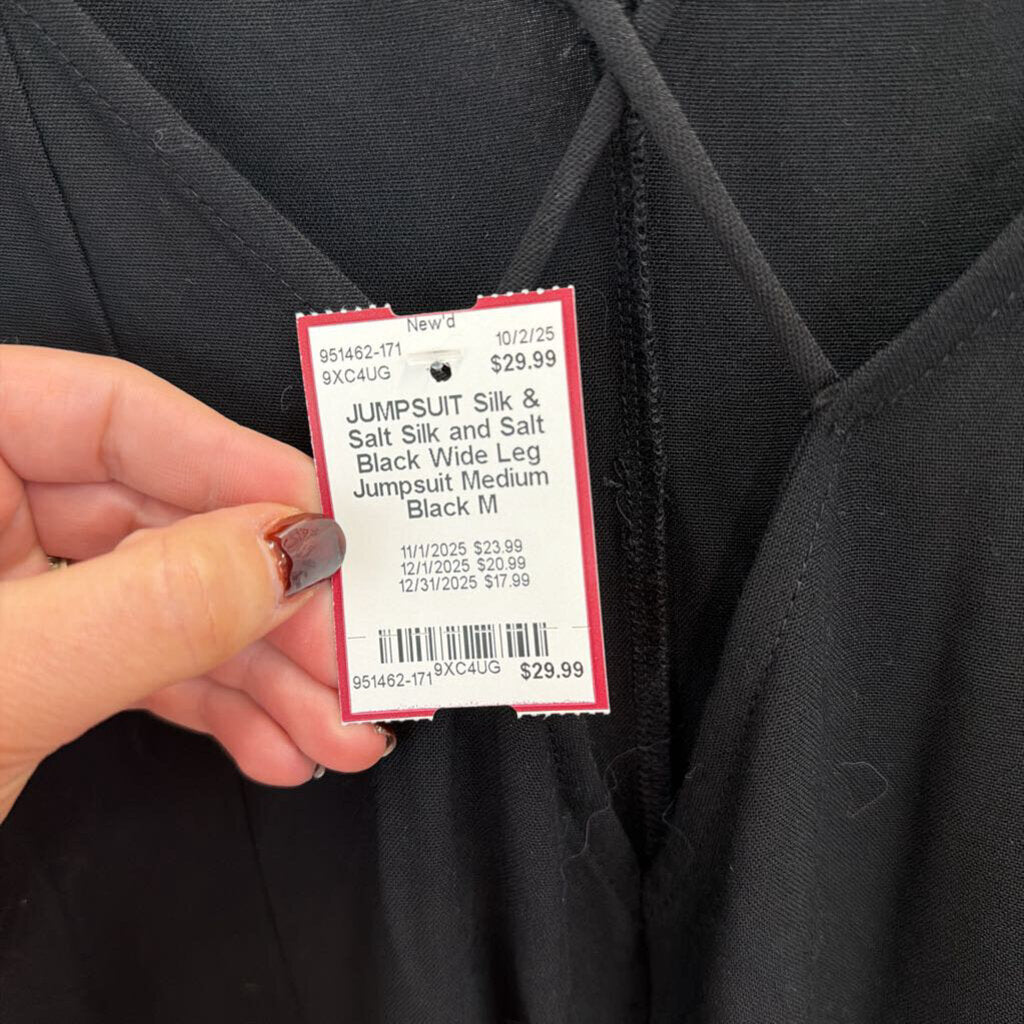 New'd
951462-171 10/2/25
9XC4UG $29.99
JUMPSUIT Silk &
Salt Silk and Salt
Black Wide Leg
Jumpsuit Medium
Black M
11/1/2025 $23.99
12/1/2025 $20.99
12/31/2025 $17.99
951462-171 9XC4UG $29.99